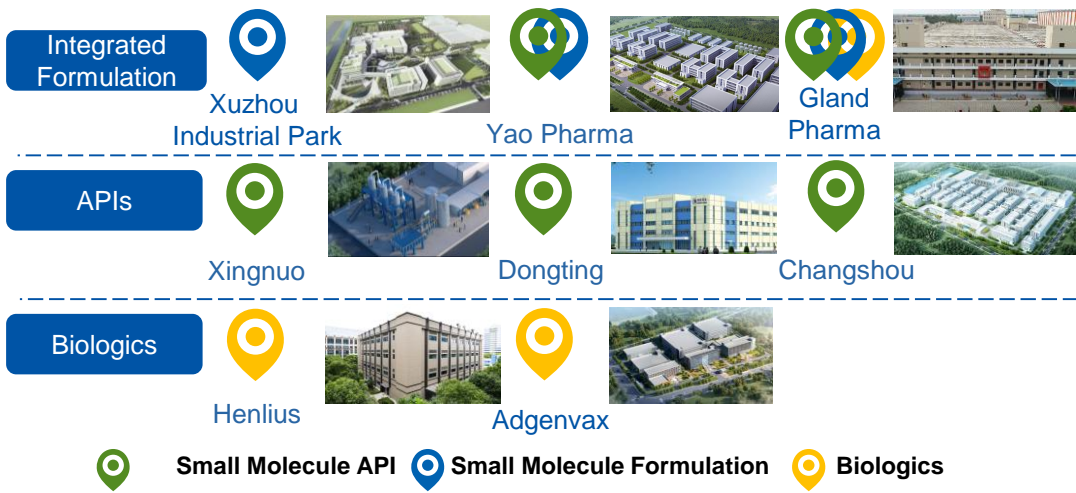 Integrated
Formulation
Xuzhou
Industrial Park
Yao Pharma
Gland
Pharma
APIs
Xingnuo
Dongting
Changshou
Biologics
Henlius
Adgenvax
Small Molecule API
Small Molecule Formulation
Biologics